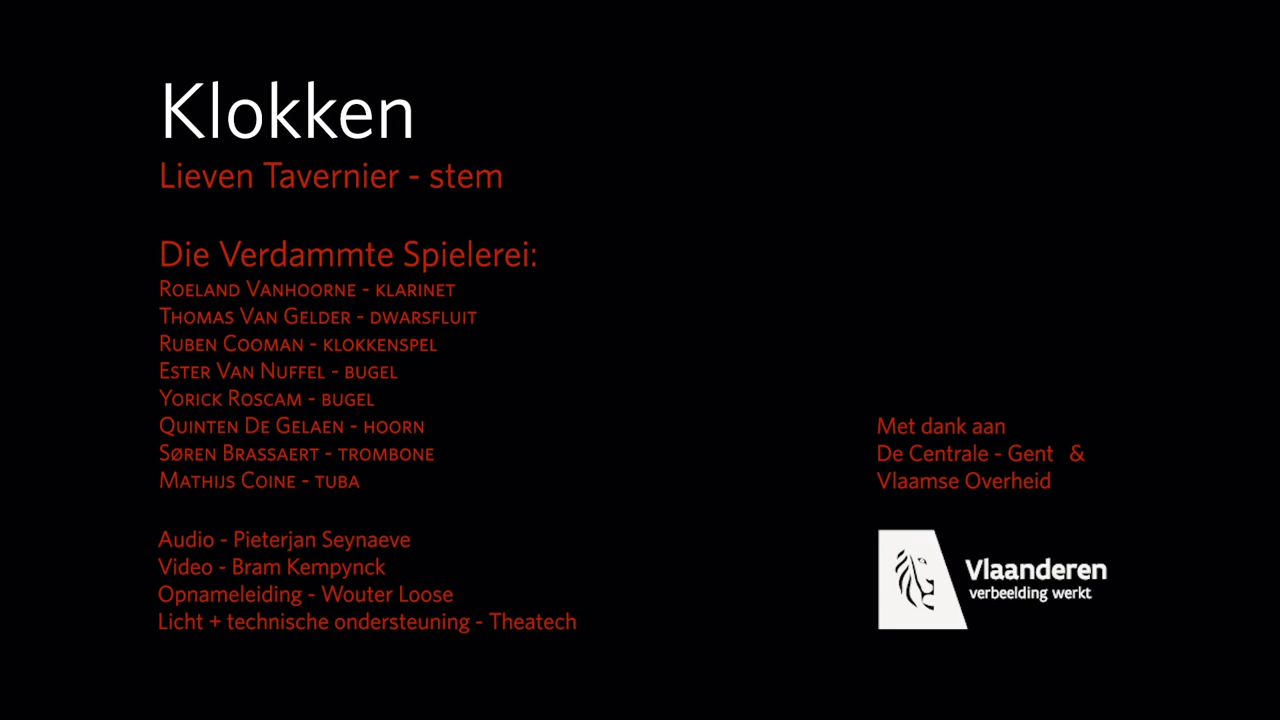 Klokken
Lieven Tavernier - stem
Die Verdammte Spielerei:
Roeland Vanhoorne - klarinet
Thomas Van Gelder - dwarsfluit
Ruben Cooman - klokkenspel
Ester Van Nuffel - bugel
Yorick Roscam - bugel
Quinten De Gelaen - hoorn
Søren Brassaert - trombone
Mathijs Coine - tuba
Audio - Pieterjan Seynaeve
Video - Bram Kempynck
Opnameleiding - Wouter Loose
Licht + technische ondersteuning - Theatech
Met dank aan
De Centrale - Gent &
Vlaamse Overheid
Vlaanderen
verbeelding werkt